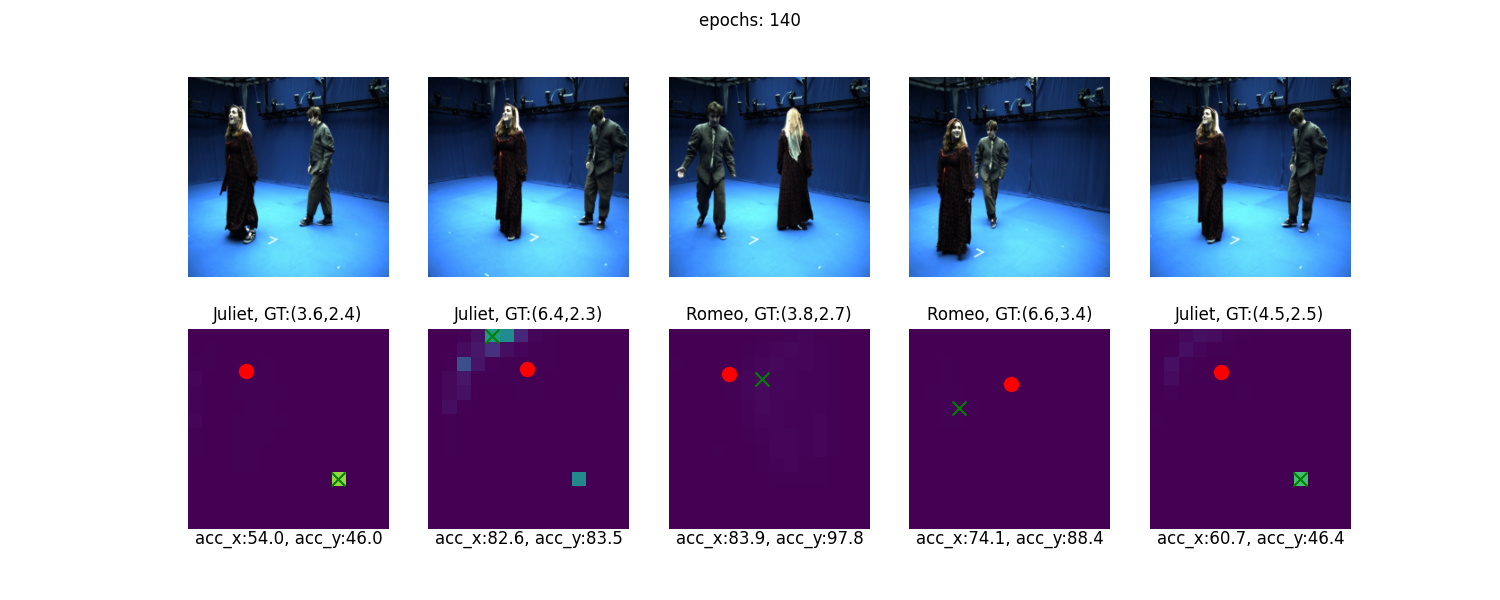 epochs: 140
Juliet, GT:(3.6,2.4)
Juliet, GT:(6.4,2.3)
Romeo, GT:(3.8,2.7)
Romeo, GT:(6.6,3.4)
Juliet, GT:(4.5,2.5)
acc_x:54.0, acc_y:46.0
acc_x:82.6, acc_y:83.5
acc_x:83.9, acc_y:97.8
acc_x:74.1, acc_y:88.4
acc_x:60.7, acc_y:46.4